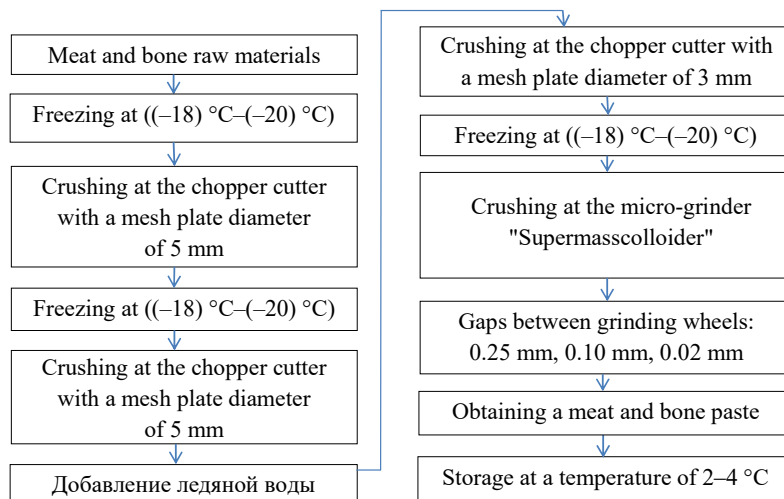 Meat and bone raw materials
Freezing at ((–18) °C–(–20) °C)
Crushing at the chopper cutter
with a mesh plate diameter
of 5 mm
Freezing at ((–18) °C–(–20) °C)
Crushing at the chopper cutter
with a mesh plate diameter
of 5 mm
Добавление ледяной воды
Crushing at the chopper cutter with
a mesh plate diameter of 3 mm
Freezing at ((–18) °C–(–20) °C)
Crushing at the micro-grinder
"Supermasscolloider"
Gaps between grinding wheels:
0.25 mm, 0.10 mm, 0.02 mm
Obtaining a meat and bone paste
Storage at a temperature of 2–4 °C